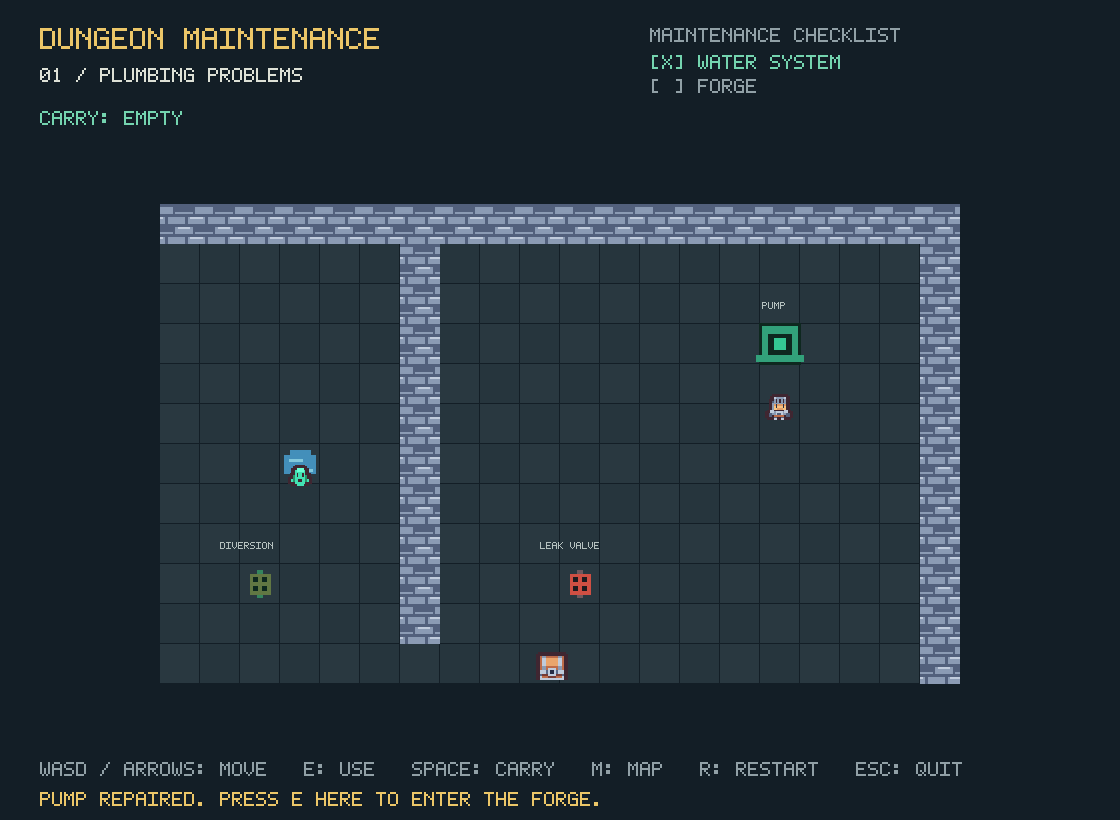 DUNGEON MAINTENANCE
01 / PLUMBING PROBLEMS
CARRY: EMPTY
MAINTENANCE CHECKLIST
[X] WATER SYSTEM
[ ] FORGE
PUMP
DIVERSION
LEAK VALVE
WASD / ARROWS: MOVE E: USE SPACE: CARRY M: MAP R: RESTART ESC: QUIT
PUMP REPAIRED. PRESS E HERE TO ENTER THE FORGE.